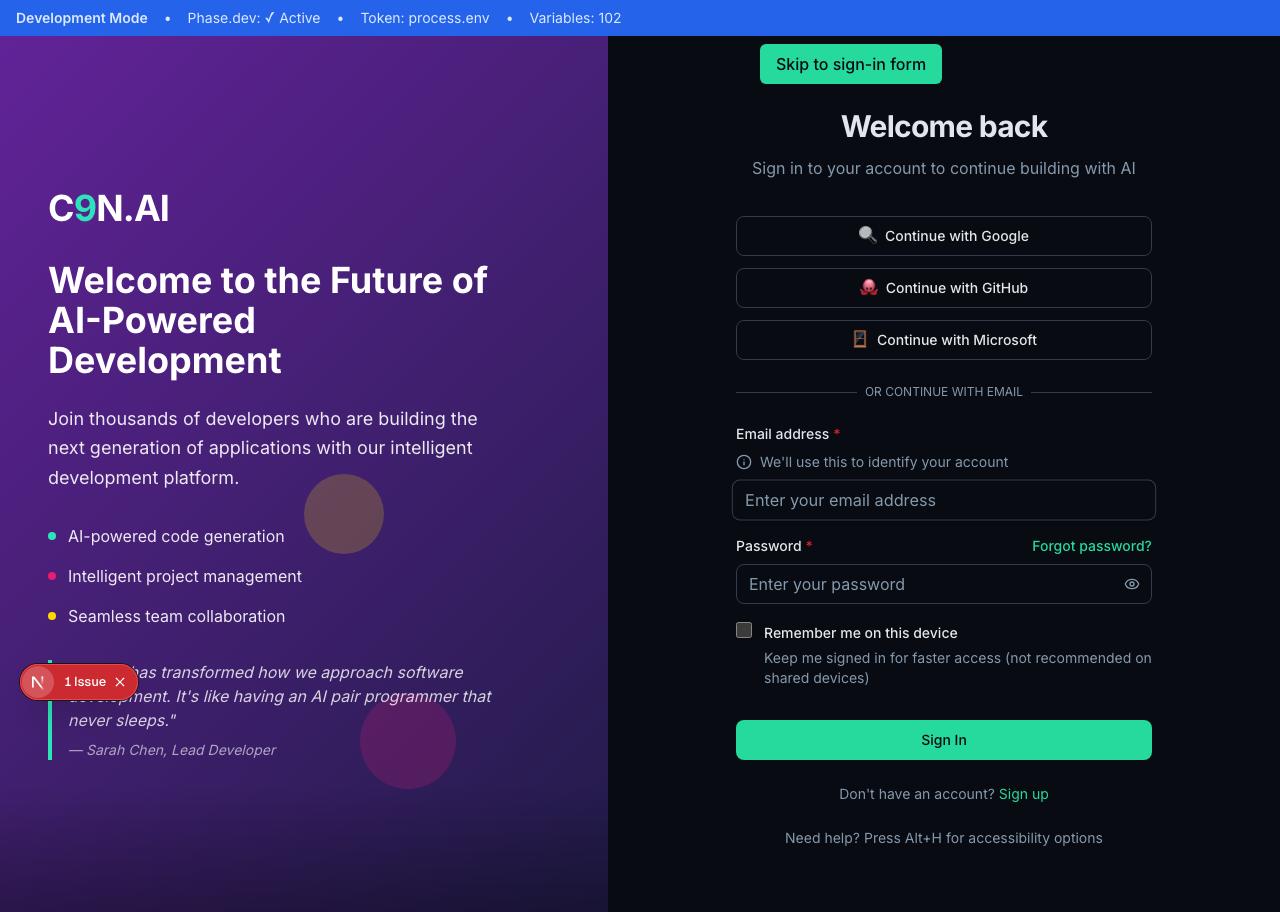 Development Mode • Phase.dev: ✓ Active • Token: process.env • Variables: 102
C9N.AI
Welcome to the Future of
AI-Powered
Development
Join thousands of developers who are building the
next generation of applications with our intelligent
development platform.
AI-powered code generation
Intelligent project management
Seamless team collaboration
has transformed how we approach software
It's like having an AI pair programmer that
never sleeps."
— Sarah Chen, Lead Developer
N 1 Issue
Skip to sign-in form
Welcome back
Sign in to your account to continue building with AI
Continue with Google
Continue with GitHub
Continue with Microsoft
OR CONTINUE WITH EMAIL
Email address *
We'll use this to identify your account
Enter your email address
Password * Forgot password?
Enter your password
Remember me on this device
Keep me signed in for faster access (not recommended on
shared devices)
Sign In
Don't have an account? Sign up
Need help? Press Alt+H for accessibility options